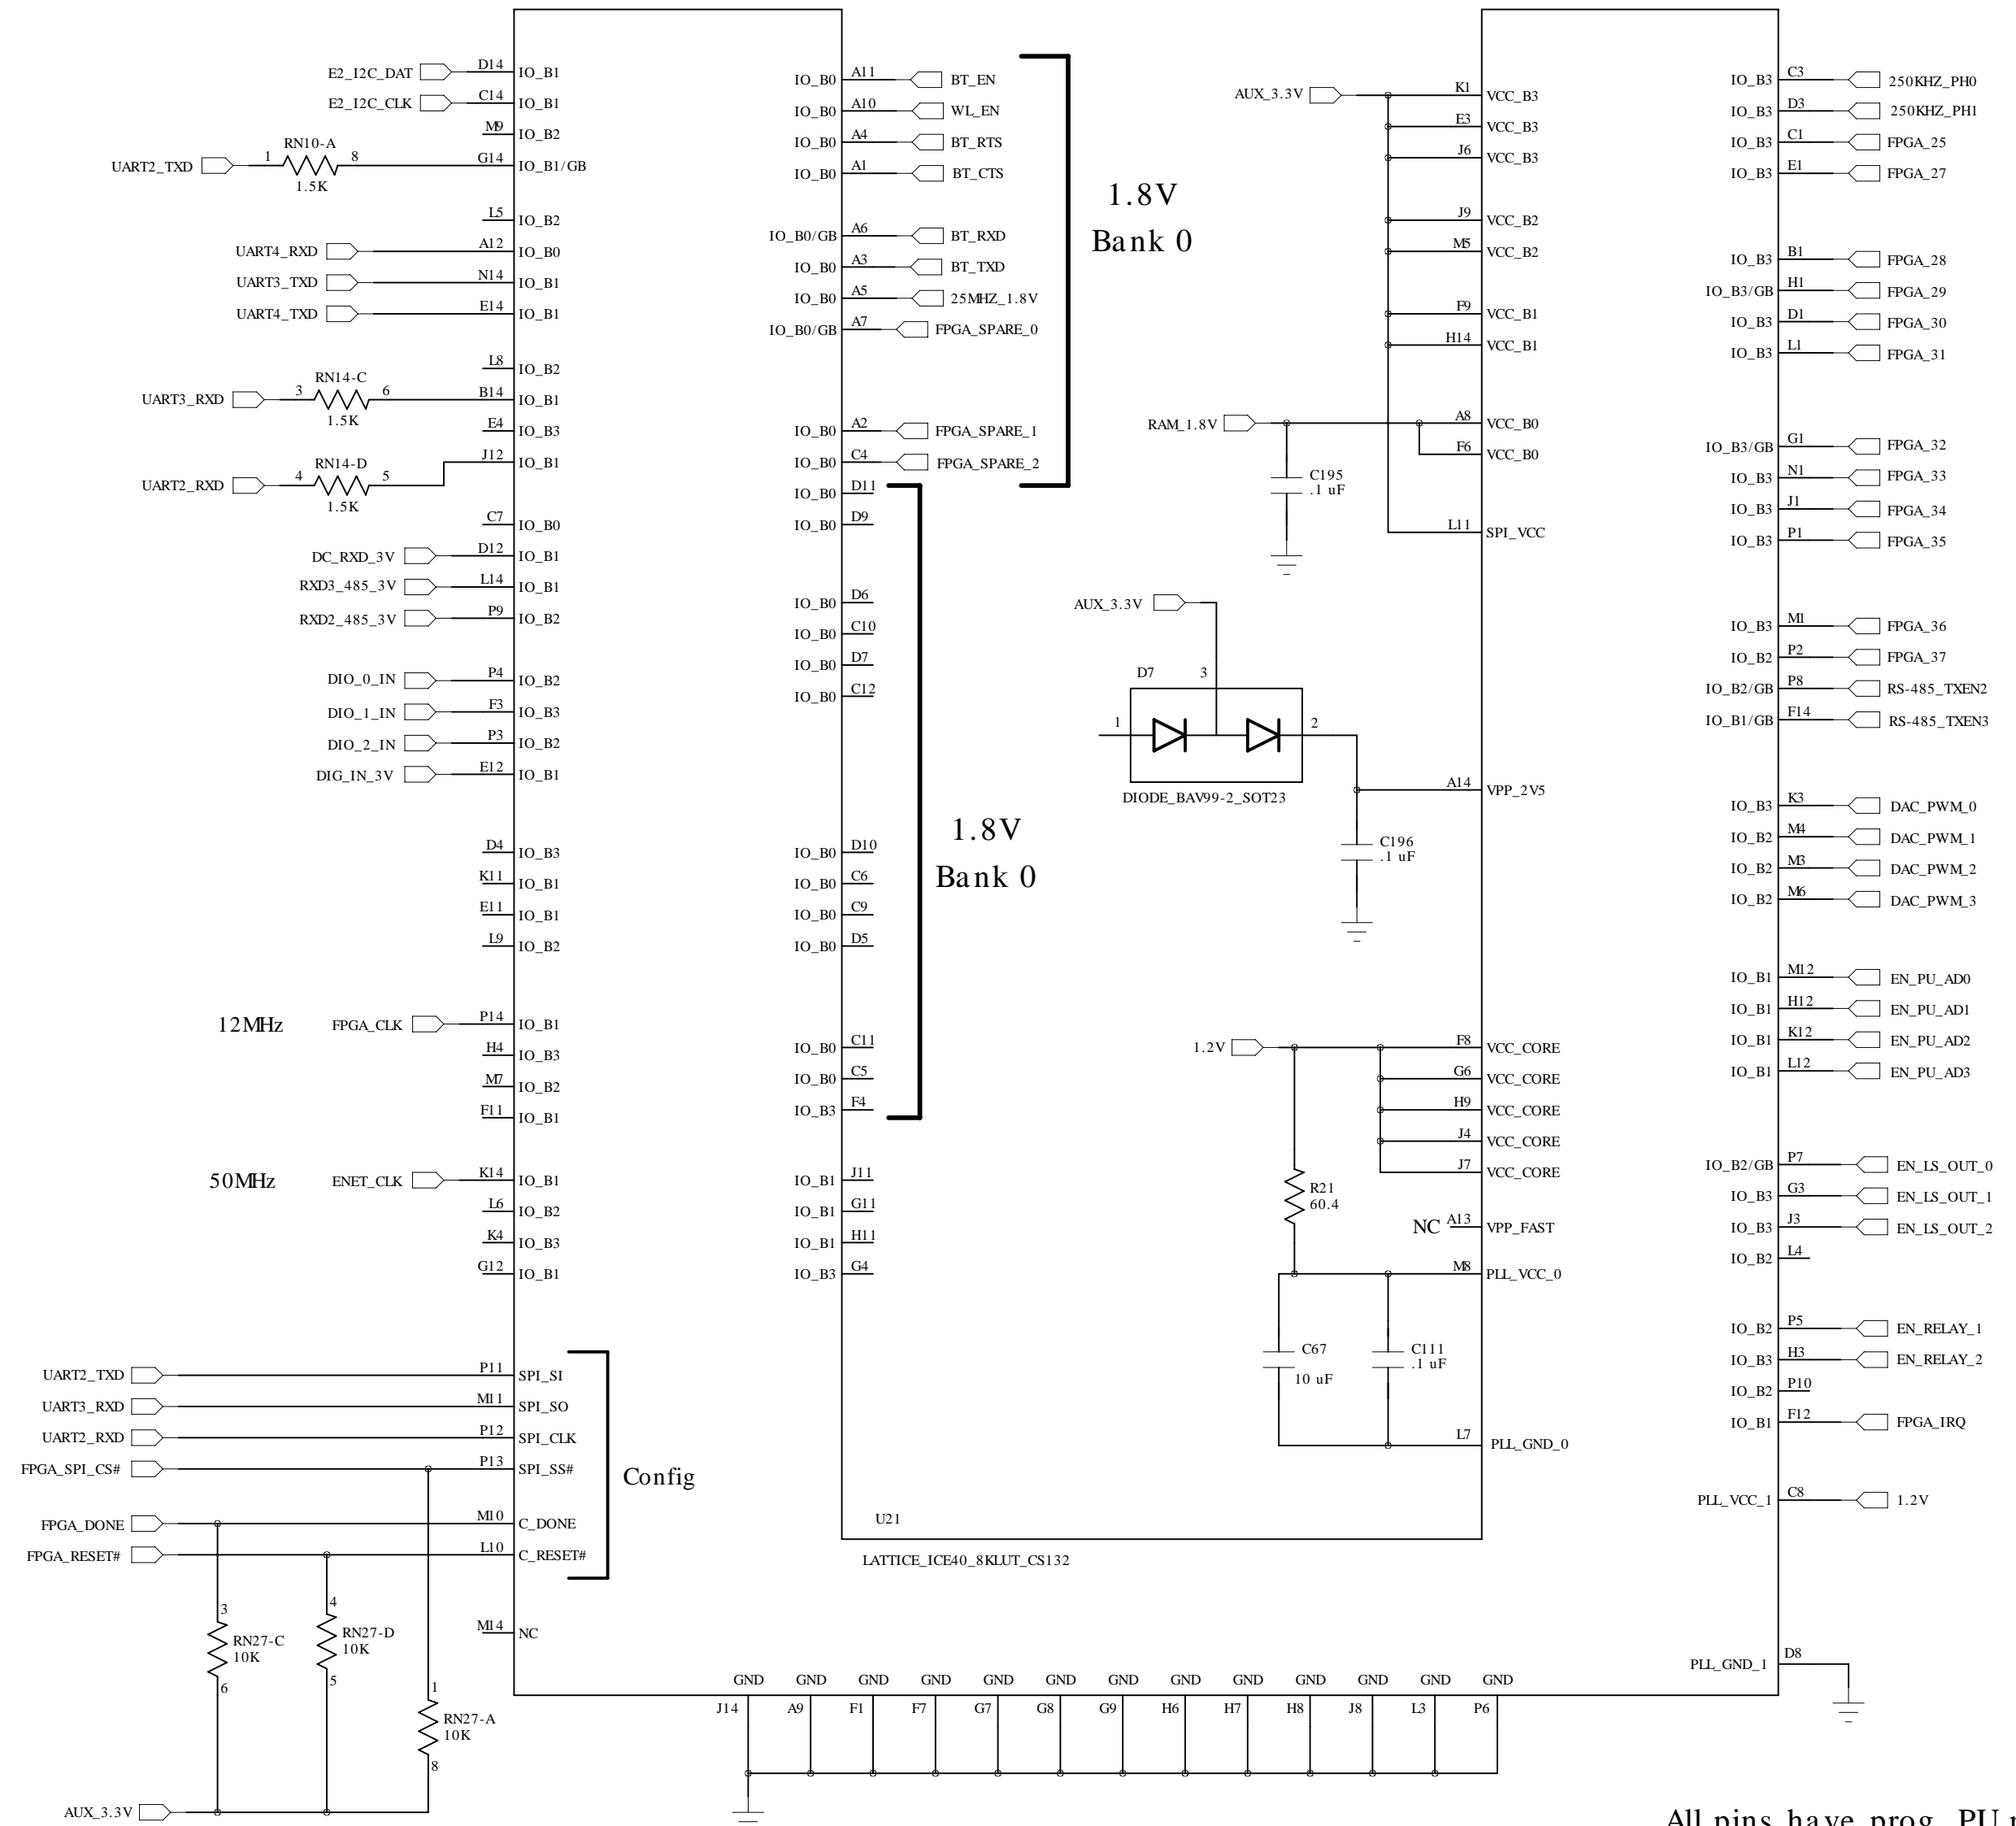 E2_I2C_DAT D14 IO_B1
E2_I2C_CLK C14 IO_B1
M9 IO_B2
RN10-A
UART2_TXD 1 8 G14 IO_B1/GB
1.5K
L5 IO_B2
UART4_RXD A12 IO_B0
UART3_TXD N14 IO_B1
UART4_TXD E14 IO_B1
L8 IO_B2
RN14-C
UART3_RXD 3 6 B14 IO_B1
1.5K
E4 IO_B3
RN14-D
J12 IO_B1
UART2_RXD 4 5
1.5K
C7 IO_B0
DC_RXD_3V D12 IO_B1
RXD3_485_3V L14 IO_B1
RXD2_485_3V P9 IO_B2
DIO_0_IN P4 IO_B2
DIO_1_IN F3 IO_B3
DIO_2_IN P3 IO_B2
DIG_IN_3V E12 IO_B1
D4 IO_B3
K11 IO_B1
E11 IO_B1
L9 IO_B2
12MHz FPGA_CLK P14 IO_B1
H4 IO_B3
M7 IO_B2
F11 IO_B1
50MHz ENET_CLK K14 IO_B1
L6 IO_B2
K4 IO_B3
G12 IO_B1
UART2_TXD P11 SPI_SI
UART3_RXD M11 SPI_SO
UART2_RXD P12 SPI_CLK
FPGA_SPI_CS# P13 SPI_SS#
Config
FPGA_DONE M10 C_DONE
FPGA_RESET# L10 C_RESET#
M14 NC
3 RN27-C 10K 6
4 RN27-D 10K 5
1 RN27-A 10K 8
AUX_3.3V
IO_B0 A11 BT_EN
IO_B0 A10 WL_EN
IO_B0 A4 BT_RTS
IO_B0 A1 BT_CTS
IO_B0/GB A6 BT_RXD
IO_B0 A3 BT_TXD
IO_B0 A5 25MHZ_1.8V
IO_B0/GB A7 FPGA_SPARE_0
IO_B0 A2 FPGA_SPARE_1
IO_B0 C4 FPGA_SPARE_2
1.8V
Bank 0
IO_B0 D11
IO_B0 D9
IO_B0 D6
IO_B0 C10
IO_B0 D7
IO_B0 C12
IO_B0 D10
IO_B0 C6
IO_B0 C9
IO_B0 D5
IO_B0 C11
IO_B0 C5
IO_B3 F4
1.8V
Bank 0
IO_B1 J11
IO_B1 G11
IO_B1 H11
IO_B3 G4
U21
LATTICE_ICE40_8KLUT_CS132
AUX_3.3V K1 VCC_B3
E3 VCC_B3
J6 VCC_B3
J9 VCC_B2
M5 VCC_B2
F9 VCC_B1
H14 VCC_B1
RAM_1.8V A8 VCC_B0
F6 VCC_B0
C195
.1 uF
L11 SPI_VCC
AUX_3.3V
D7 3
1 2
DIODE_BAV99-2_SOT23
A14 VPP_2V5
C196
.1 uF
1.2V F8 VCC_CORE
G6 VCC_CORE
H9 VCC_CORE
J4 VCC_CORE
J7 VCC_CORE
R21
60.4
NC A13 VPP_FAST
M8 PLL_VCC_0
C67
10 uF
C111
.1 uF
L7 PLL_GND_0
IO_B3 C3 250KHZ_PH0
IO_B3 D3 250KHZ_PH1
IO_B3 C1 FPGA_25
IO_B3 E1 FPGA_27
IO_B3 B1 FPGA_28
IO_B3/GB H1 FPGA_29
IO_B3 D1 FPGA_30
IO_B3 L1 FPGA_31
IO_B3/GB G1 FPGA_32
IO_B3 N1 FPGA_33
IO_B3 J1 FPGA_34
IO_B3 P1 FPGA_35
IO_B3 M1 FPGA_36
IO_B2 P2 FPGA_37
IO_B2/GB P8 RS-485_TXEN2
IO_B1/GB F14 RS-485_TXEN3
IO_B3 K3 DAC_PWM_0
IO_B2 M4 DAC_PWM_1
IO_B2 M3 DAC_PWM_2
IO_B2 M6 DAC_PWM_3
IO_B1 M12 EN_PU_AD0
IO_B1 H12 EN_PU_AD1
IO_B1 K12 EN_PU_AD2
IO_B1 L12 EN_PU_AD3
IO_B2/GB P7 EN_LS_OUT_0
IO_B3 G3 EN_LS_OUT_1
IO_B3 J3 EN_LS_OUT_2
IO_B2 L4
IO_B2 P5 EN_RELAY_1
IO_B3 H3 EN_RELAY_2
IO_B2 P10
IO_B1 F12 FPGA_IRQ
PLL_VCC_1 C8 1.2V
PLL_GND_1 D8
GND GND GND GND GND GND GND GND GND GND GND GND GND
J14 A9 F1 F7 G7 G8 G9 H6 H7 H8 J8 L3 P6
All pins have prog. PU